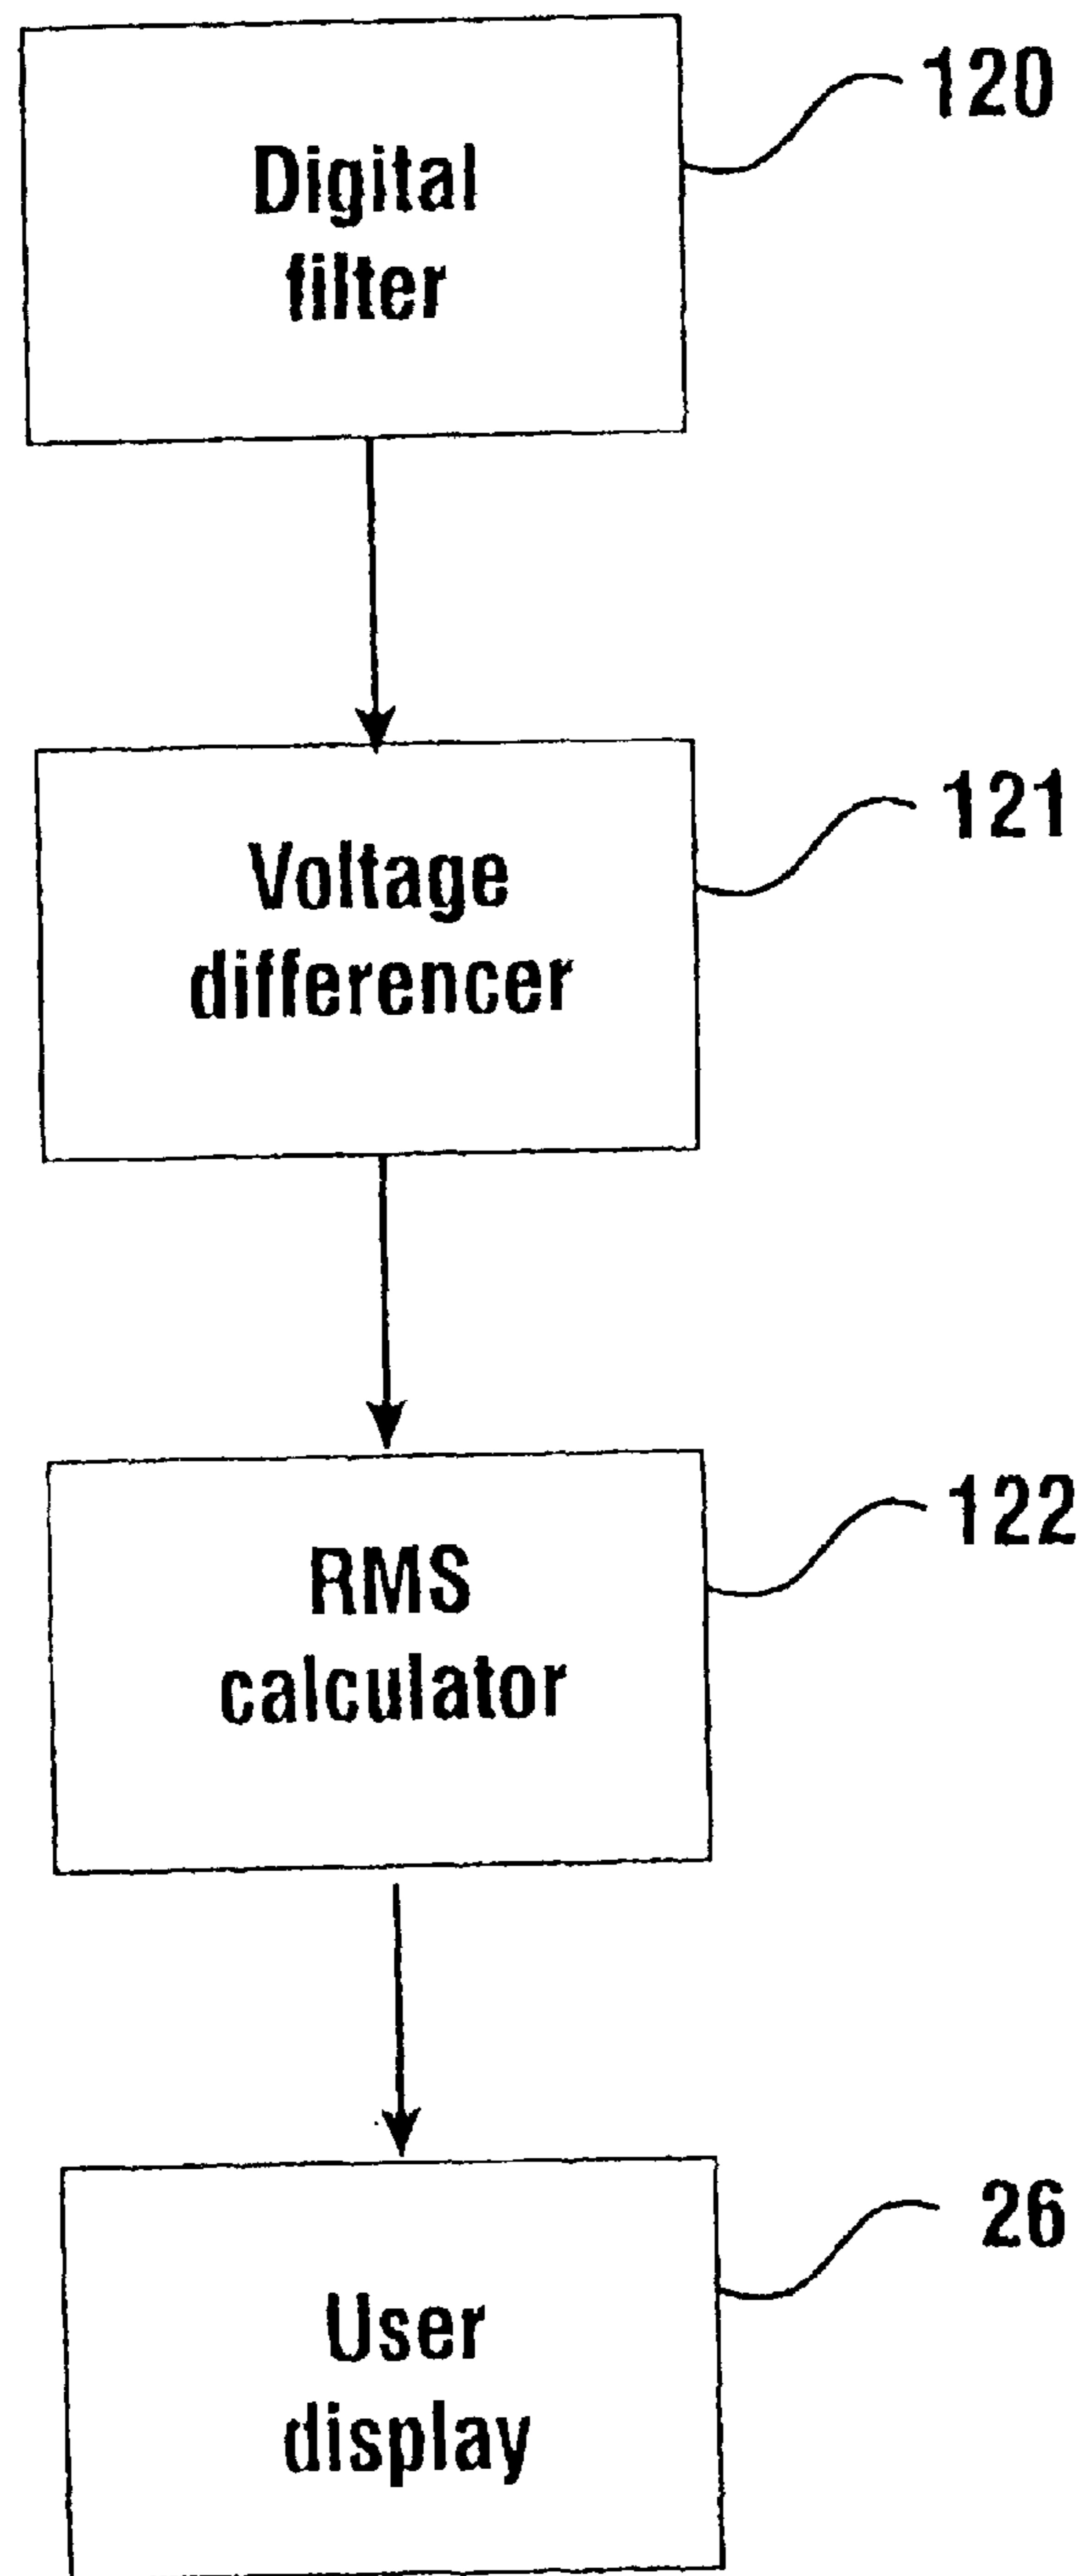 Digital
filter
120
Voltage
differencer
121
RMS
calculator
122
User
display
26